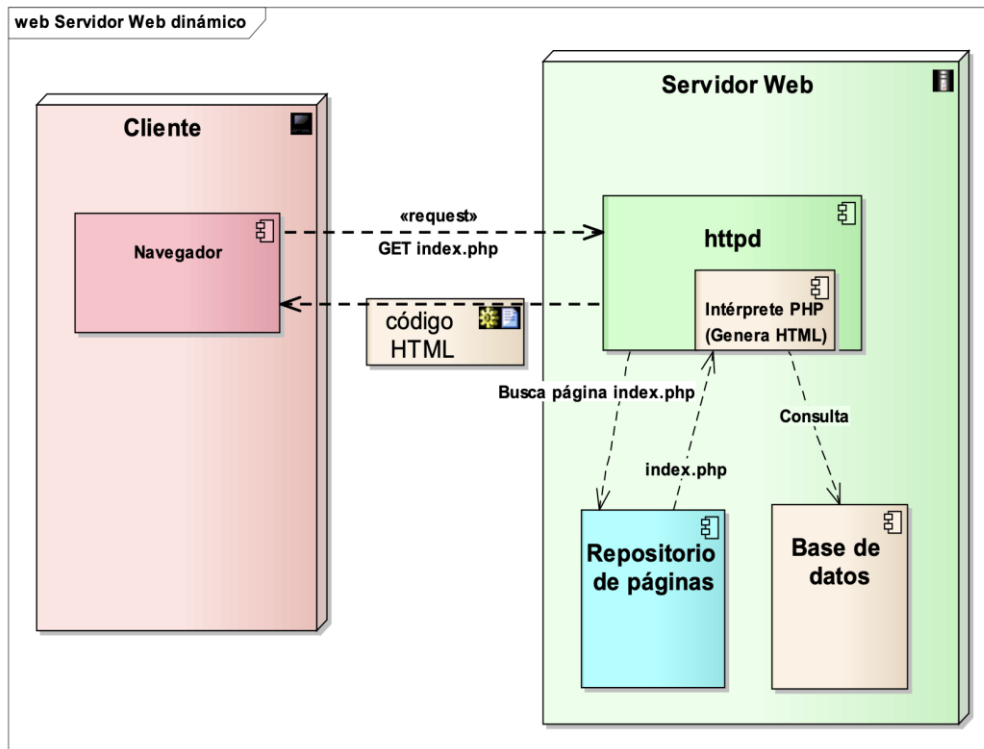 web Servidor Web dinámico
Servidor Web
Cliente
«request»
GET index.php
Navegador
httpd
Intérprete PHP
(Genera HTML)
código
HTML
Busca página index.php
Consulta
index.php
Repositorio
de páginas
Base de
datos